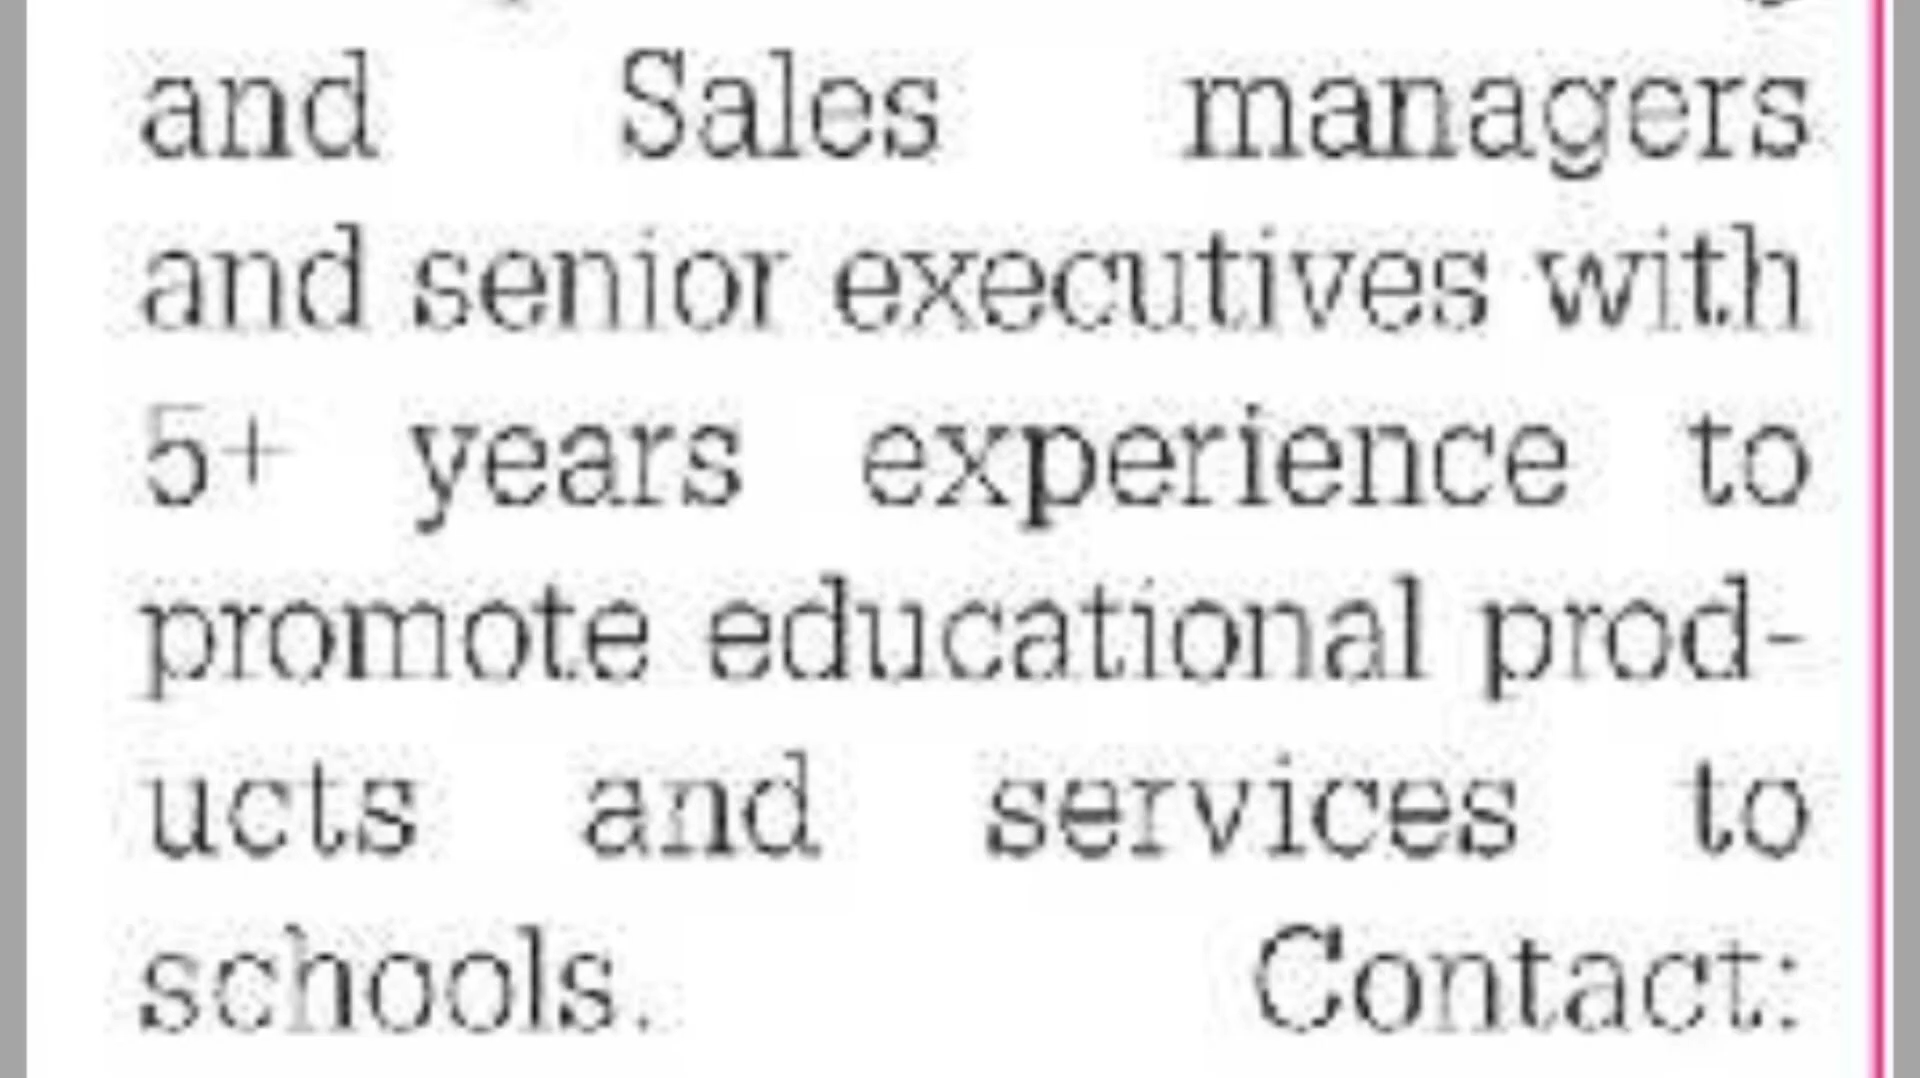 and Sales managers
and senior executives with
5+ years experience to
promote educational prod-
ucts and services to
schools. Contact: